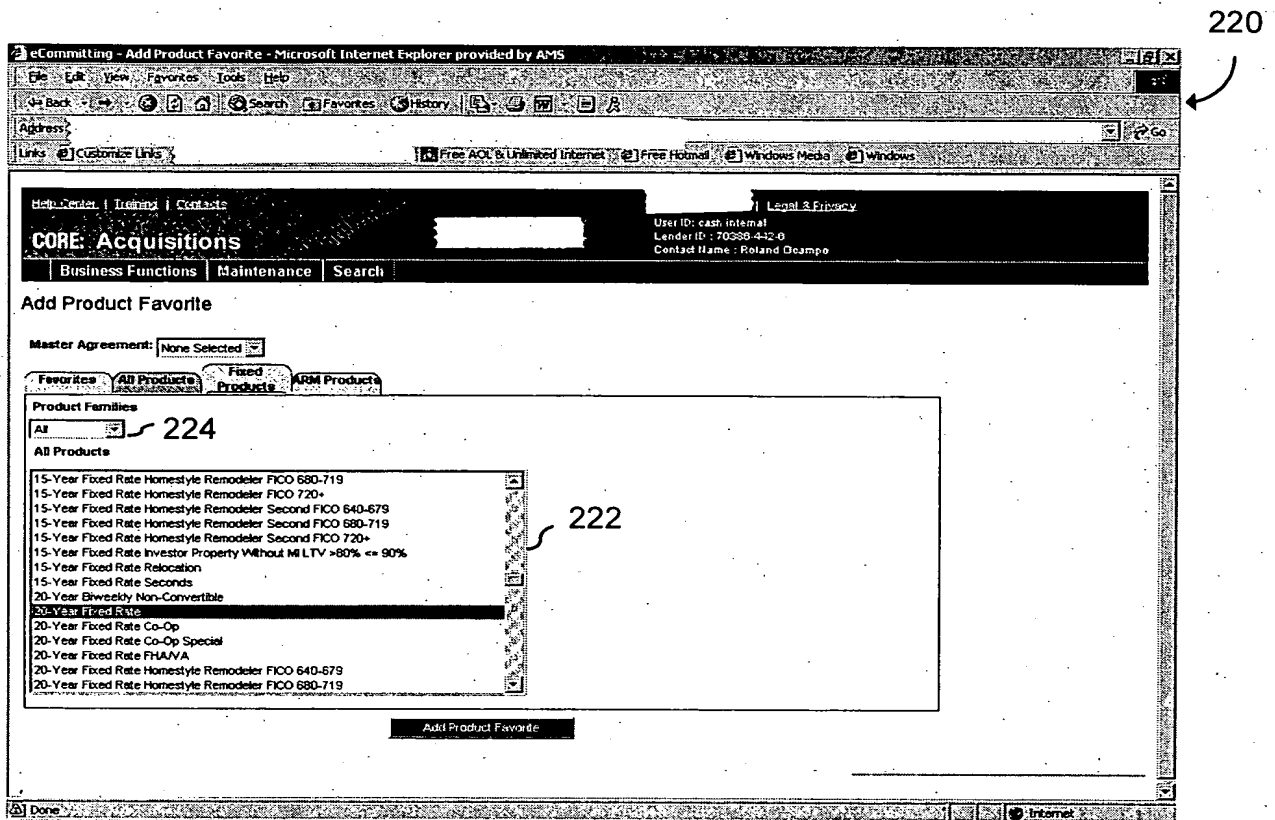 220
eCommitting - Add Product Favorite - Microsoft Internet Explorer provided by AMS
File Edit View Favorites Tools Help
Back Search Favorites History
Address Go
Links Customize Links Free AOL & Unlimited Internet Free Hotmail Windows Media Windows
Help Center | Training | Contacts | Legal & Privacy
User ID: cash internal
CORE: Acquisitions
Lender ID : 70388-442-6
Contact Name : Roland Ocampo
Business Functions Maintenance Search
Add Product Favorite
Master Agreement: None Selected
Favorites All Products Fixed Products ARM Products
Product Families
All 224
All Products
15-Year Fixed Rate Homestyle Remodeler FICO 680-719
15-Year Fixed Rate Homestyle Remodeler FICO 720+
15-Year Fixed Rate Homestyle Remodeler Second FICO 640-679
15-Year Fixed Rate Homestyle Remodeler Second FICO 680-719
222
15-Year Fixed Rate Homestyle Remodeler Second FICO 720+
15-Year Fixed Rate Investor Property Without MI LTV >80% <= 90%
15-Year Fixed Rate Relocation
15-Year Fixed Rate Seconds
20-Year Biweekly Non-Convertible
20-Year Fixed Rate
20-Year Fixed Rate Co-Op
20-Year Fixed Rate Co-Op Special
20-Year Fixed Rate FHA/VA
20-Year Fixed Rate Homestyle Remodeler FICO 640-679
20-Year Fixed Rate Homestyle Remodeler FICO 680-719
Add Product Favorite
Done Internet